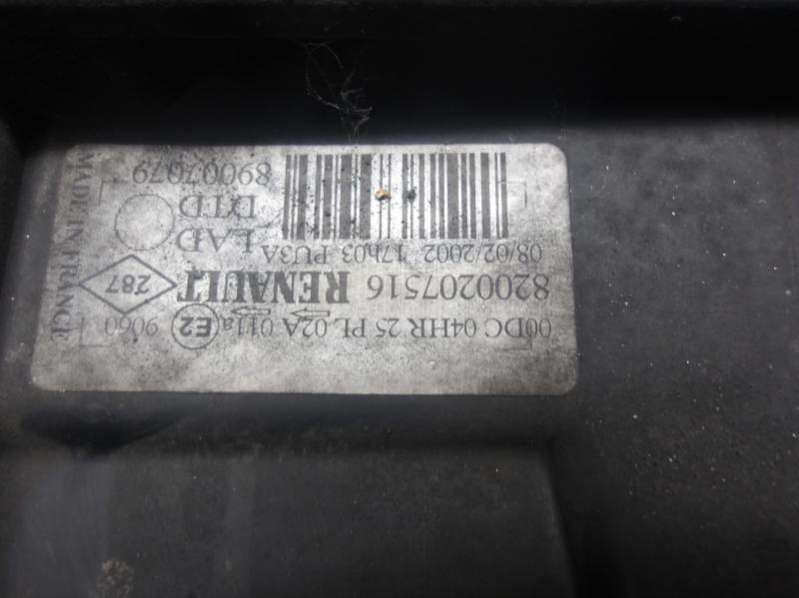 00DC 04HR 25 PL 02A 011a E2 9060
8200207516 RENAULT 287
08/02/2002 17h03 PU3A
LAD
DTD
89007079
MADE IN FRANCE